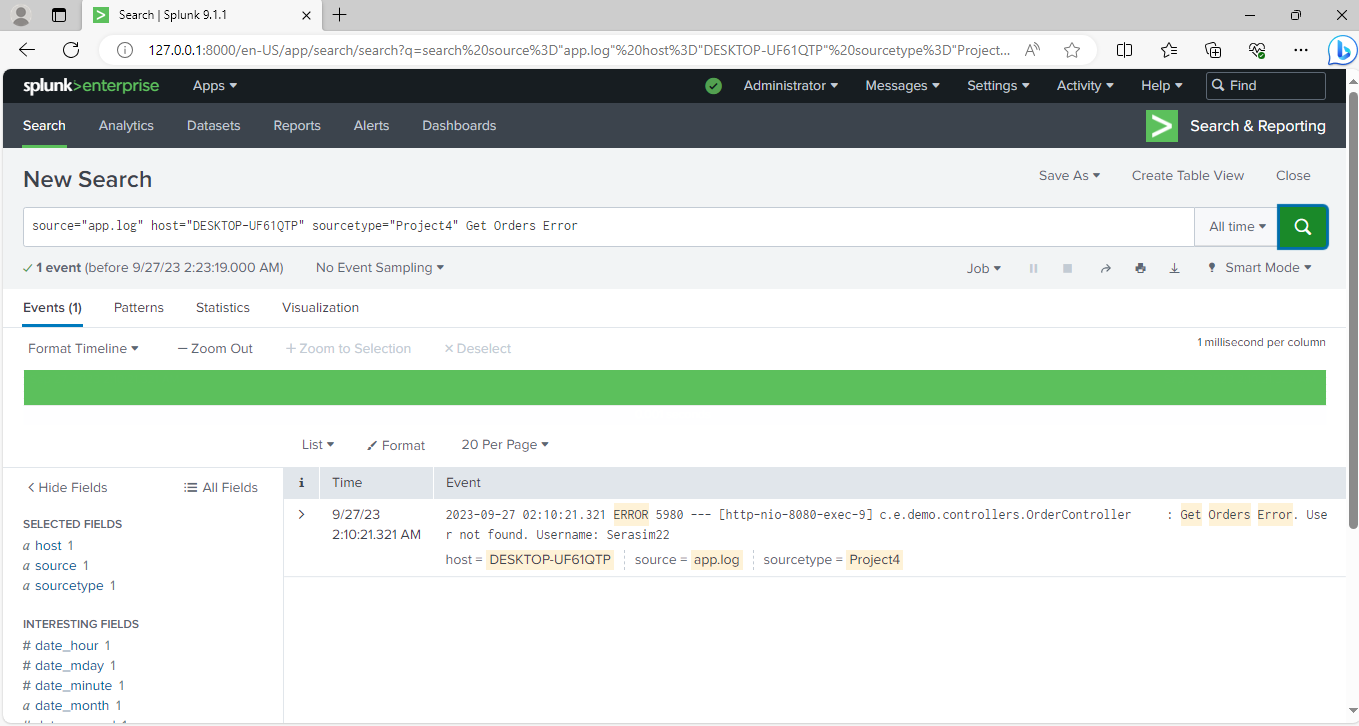 Search | Splunk 9.1.1
127.0.0.1:8000/en-US/app/search/search?q=search%20source%3D"app.log"%20host%3D"DESKTOP-UF61QTP"%20sourcetype%3D"Project...
splunk>enterprise Apps Administrator Messages Settings Activity Help Find
Search Analytics Datasets Reports Alerts Dashboards Search & Reporting
New Search Save As Create Table View Close
source="app.log" host="DESKTOP-UF61QTP" sourcetype="Project4" Get Orders Error All time
1 event (before 9/27/23 2:23:19.000 AM) No Event Sampling Job Smart Mode
Events (1) Patterns Statistics Visualization
Format Timeline — Zoom Out + Zoom to Selection × Deselect 1 millisecond per column
List Format 20 Per Page
< Hide Fields All Fields i Time Event
SELECTED FIELDS
a host 1
a source 1
a sourcetype 1
INTERESTING FIELDS
# date_hour 1
# date_mday 1
# date_minute 1
a date_month 1
9/27/23
2:10:21.321 AM
2023-09-27 02:10:21.321 ERROR 5980 --- [http-nio-8080-exec-9] c.e.demo.controllers.OrderController : Get Orders Error. Use
r not found. Username: Serasim22
host = DESKTOP-UF61QTP source = app.log sourcetype = Project4